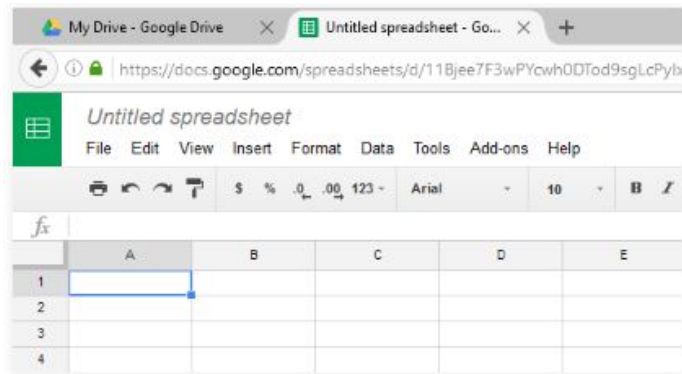 My Drive - Google Drive Untitled spreadsheet - Go...
https://docs.google.com/spreadsheets/d/11Bjee7F3wPYcwh0DTod9sgLcPyIx
Untitled spreadsheet
File Edit View Insert Format Data Tools Add-ons Help
$ % .0 .00 123 Arial 10 B I
fx
A B C D E
1
2
3
4